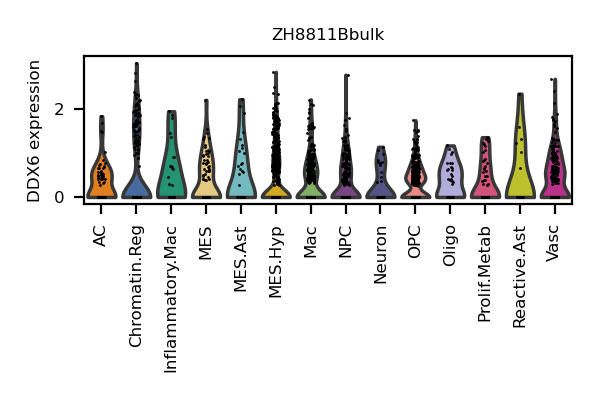 ZH8811Bbulk
DDX6 expression
2
0
AC
Chromatin.Reg
Inflammatory.Mac
MES
MES.Ast
MES.Hyp
Mac
NPC
Neuron
OPC
Oligo
Prolif.Metab
Reactive.Ast
Vasc